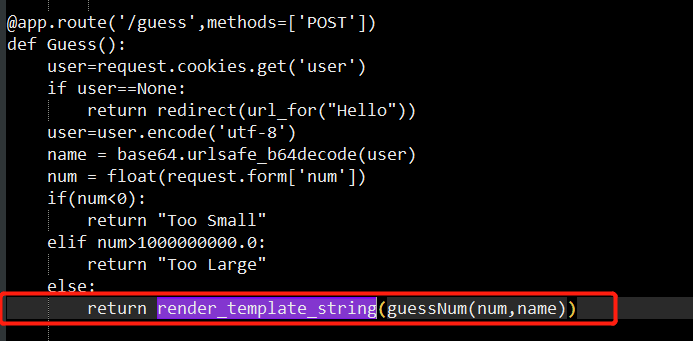 @app.route('/guess',methods=['POST'])
def Guess():
    user=request.cookies.get('user')
    if user==None:
        return redirect(url_for("Hello"))
    user=user.encode('utf-8')
    name = base64.urlsafe_b64decode(user)
    num = float(request.form['num'])
    if(num<0):
        return "Too Small"
    elif num>1000000000.0:
        return "Too Large"
    else:
        return render_template_string(guessNum(num,name))